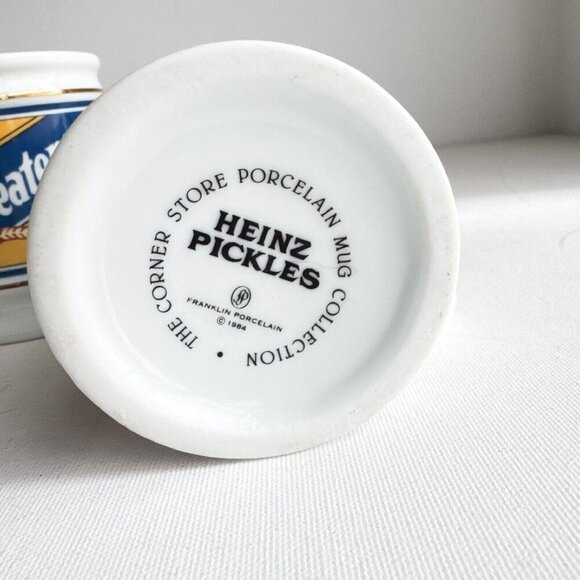 THE CORNER STORE PORCELAIN MUG COLLECTION •
HEINZ
PICKLES
FRANKLIN PORCELAIN
© 1984